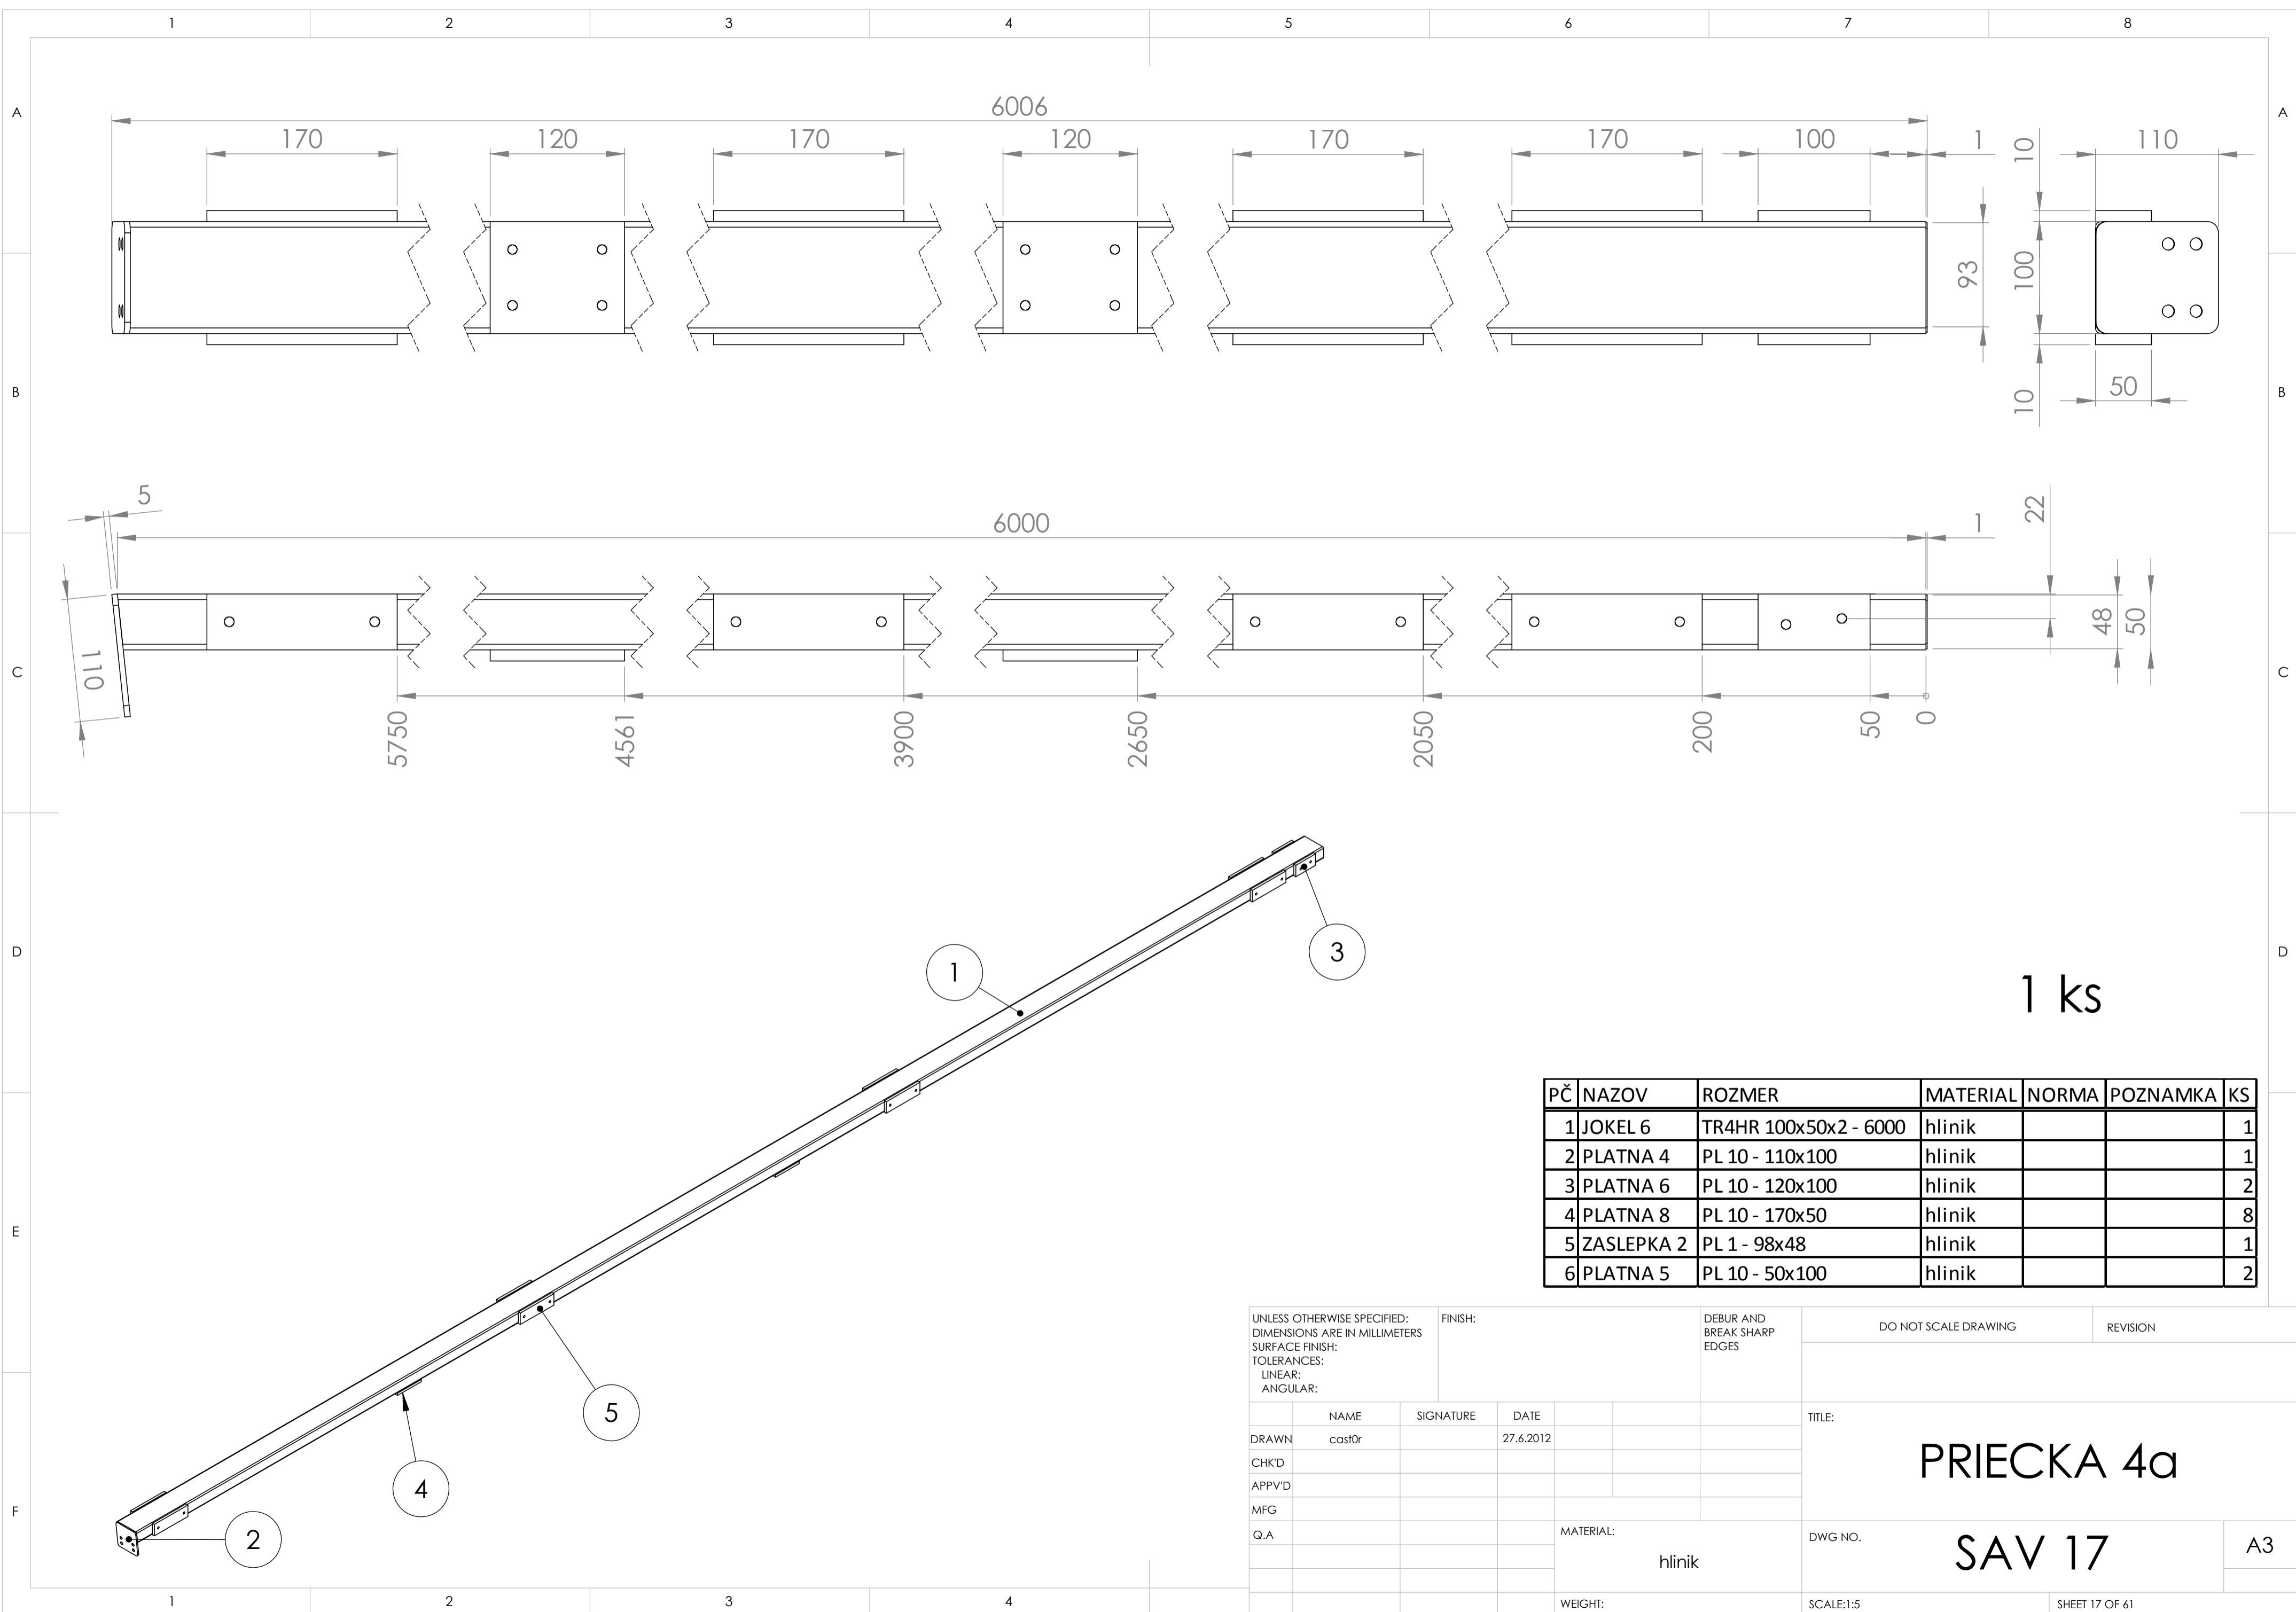 1 2 3 4 5 6 7 8
A A
6006
170 120 170 120 170 170 100 1 10 110
93 100
B B
10 50
5 6000 1 22
110 48 50
C C
5750 4561 3900 2650 2050 200 50 0
D D
1
3
1 ks
PČ NAZOV ROZMER MATERIAL NORMA POZNAMKA KS
1 JOKEL 6 TR4HR 100x50x2 - 6000 hlinik 1
2 PLATNA 4 PL 10 - 110x100 hlinik 1
3 PLATNA 6 PL 10 - 120x100 hlinik 2
4 PLATNA 8 PL 10 - 170x50 hlinik 8
5 ZASLEPKA 2 PL 1 - 98x48 hlinik 1
6 PLATNA 5 PL 10 - 50x100 hlinik 2
E E
5
4
2
F
UNLESS OTHERWISE SPECIFIED:
DIMENSIONS ARE IN MILLIMETERS
SURFACE FINISH:
TOLERANCES:
LINEAR:
ANGULAR:
FINISH:
DEBUR AND
BREAK SHARP
EDGES
DO NOT SCALE DRAWING
REVISION
NAME SIGNATURE DATE
DRAWN cast0r 27.6.2012
CHK'D
APPV'D
MFG
Q.A
TITLE:
PRIECKA 4a
MATERIAL:
hlinik
DWG NO.
SAV 17
A3
WEIGHT:
SCALE:1:5
SHEET 17 OF 61
1 2 3 4